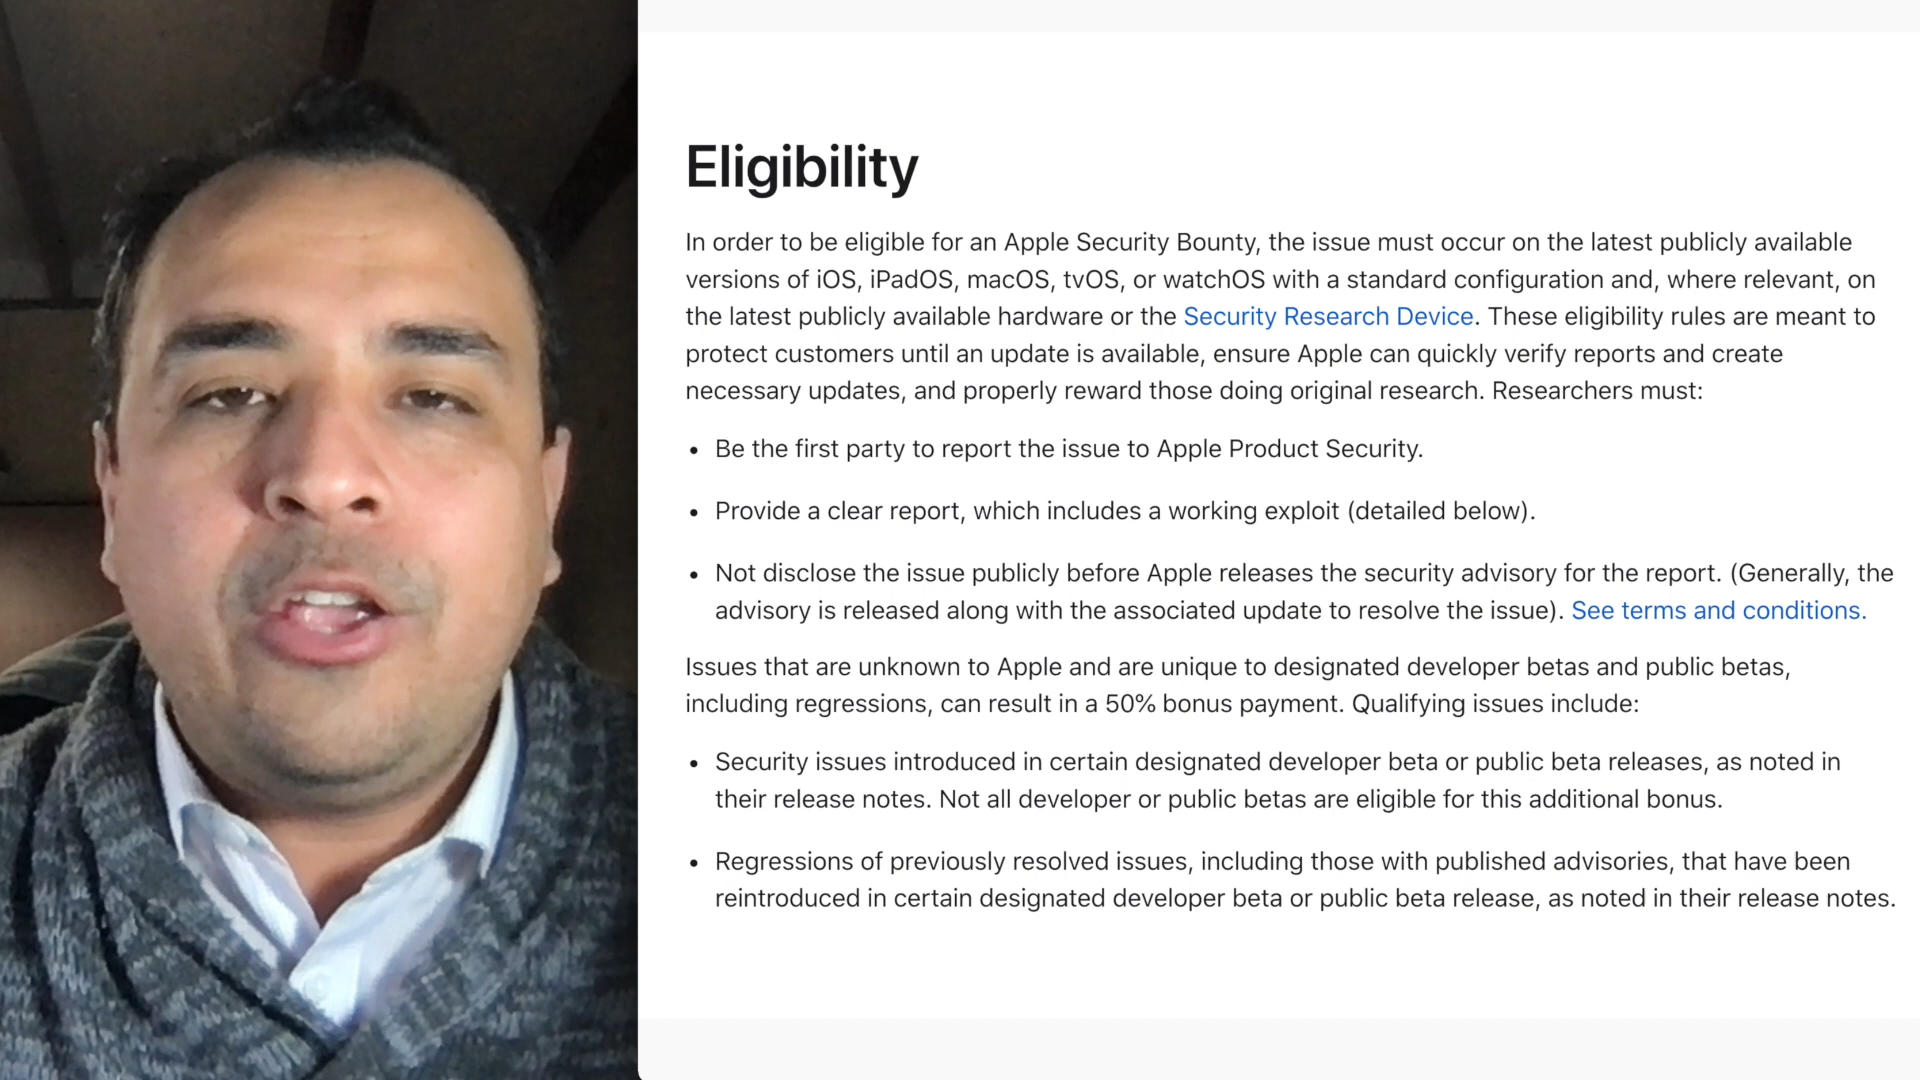 Eligibility
In order to be eligible for an Apple Security Bounty, the issue must occur on the latest publicly available
versions of iOS, iPadOS, macOS, tvOS, or watchOS with a standard configuration and, where relevant, on
the latest publicly available hardware or the Security Research Device. These eligibility rules are meant to
protect customers until an update is available, ensure Apple can quickly verify reports and create
necessary updates, and properly reward those doing original research. Researchers must:
• Be the first party to report the issue to Apple Product Security.
• Provide a clear report, which includes a working exploit (detailed below).
• Not disclose the issue publicly before Apple releases the security advisory for the report. (Generally, the
advisory is released along with the associated update to resolve the issue). See terms and conditions.
Issues that are unknown to Apple and are unique to designated developer betas and public betas,
including regressions, can result in a 50% bonus payment. Qualifying issues include:
• Security issues introduced in certain designated developer beta or public beta releases, as noted in
their release notes. Not all developer or public betas are eligible for this additional bonus.
• Regressions of previously resolved issues, including those with published advisories, that have been
reintroduced in certain designated developer beta or public beta release, as noted in their release notes.